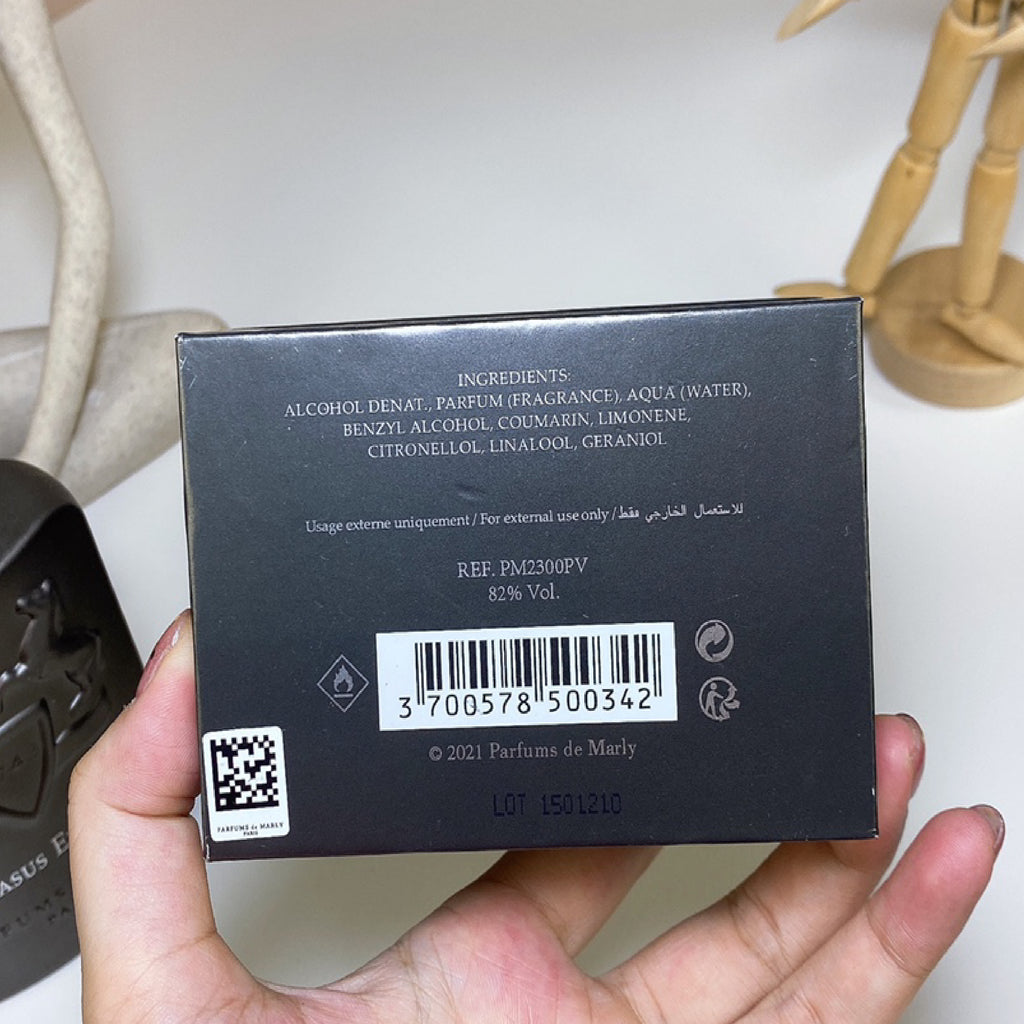 INGREDIENTS:
ALCOHOL DENAT., PARFUM (FRAGRANCE), AQUA (WATER),
BENZYL ALCOHOL, COUMARIN, LIMONENE,
CITRONELLOL, LINALOOL, GERANIOL
Usage externe uniquement / For external use only / للاستعمال الخارجي فقط
REF. PM2300PV
82% Vol.
3 700578 500342
© 2021 Parfums de Marly
LOT 1501210
PARFUMS de MARLY
PARIS
ASUS E